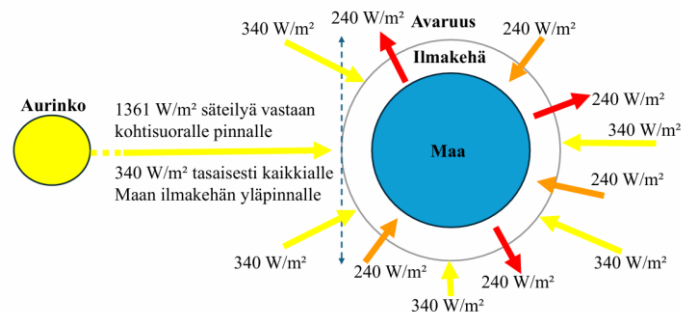 240 W/m²
Avaruus
240 W/m²
340 W/m²
Ilmakehä
Aurinko
1361 W/m² säteilyä vastaan
kohtisuoralle pinnalle
240 W/m²
340 W/m²
Maa
340 W/m² tasaisesti kaikkialle
Maan ilmakehän yläpinnalle
240 W/m²
340 W/m²
240 W/m²
340 W/m²
240 W/m²
340 W/m²